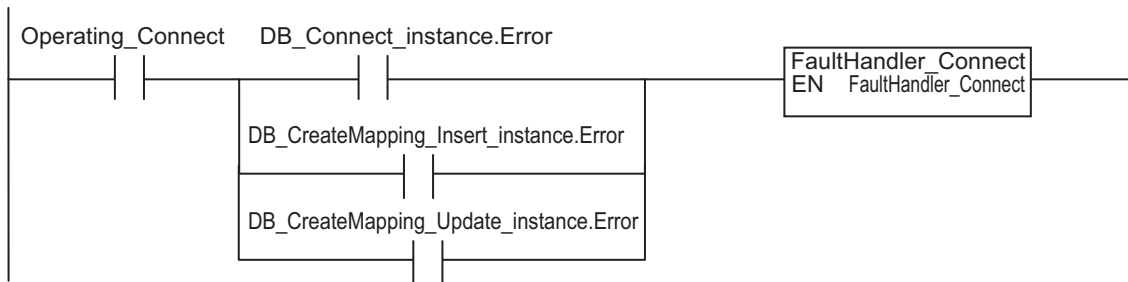 Operating_Connect DB_Connect_instance.Error
FaultHandler_Connect
EN FaultHandler_Connect
DB_CreateMapping_Insert_instance.Error
DB_CreateMapping_Update_instance.Error